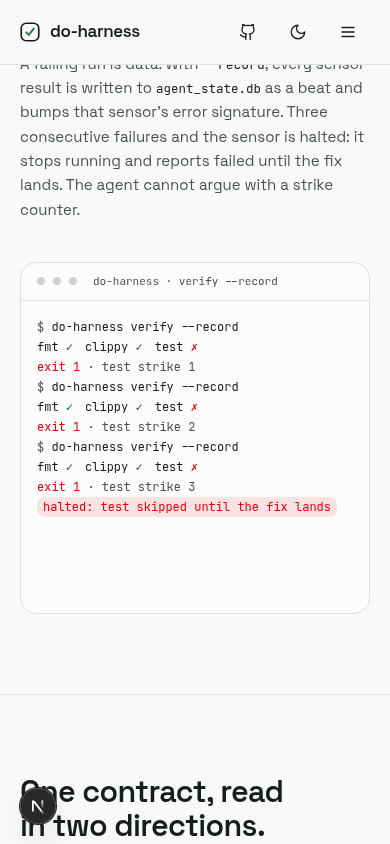 do-harness
A failing run is data. With --record, every sensor
result is written to agent_state.db as a beat and
bumps that sensor's error signature. Three
consecutive failures and the sensor is halted: it
stops running and reports failed until the fix
lands. The agent cannot argue with a strike
counter.
do-harness · verify --record
$ do-harness verify --record
fmt ✓ clippy ✓ test ✗
exit 1 · test strike 1
$ do-harness verify --record
fmt ✓ clippy ✓ test ✗
exit 1 · test strike 2
$ do-harness verify --record
fmt ✓ clippy ✓ test ✗
exit 1 · test strike 3
halted: test skipped until the fix lands
One contract, read
in two directions.
N